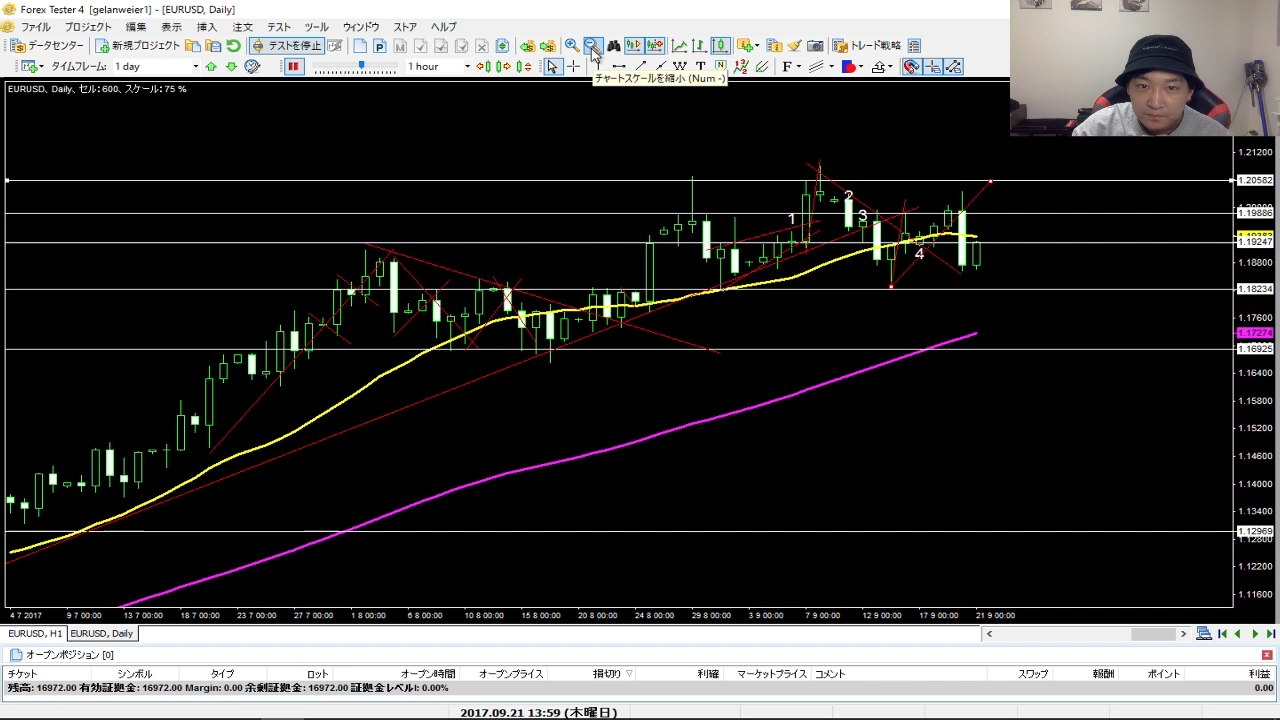 Forex Tester 4 [gelanweier1] - [EURUSD, Daily]
ファイル プロジェクト 編集 表示 挿入 注文 テスト ツール ウィンドウ ストア ヘルプ
データセンター 新規プロジェクト テストを停止 トレード戦略
タイムフレーム: 1 day 1 hour
チャートスケールを縮小 (Num -)
EURUSD, Daily、セル: 600、スケール: 75 %
1.21200
1.20582
1.19886
1.19247
1.18800
1.18234
1.17600
1.17274
1.16925
1.16400
1.15800
1.15200
1.14600
1.14000
1.13400
1.12969
1.12200
1.11600
1
2
3
4
4 7 2017 9 7 00:00 13 7 00:00 18 7 00:00 23 7 00:00 27 7 00:00 1 8 00:00 6 8 00:00 10 8 00:00 15 8 00:00 20 8 00:00 24 8 00:00 29 8 00:00 3 9 00:00 7 9 00:00 12 9 00:00 17 9 00:00 21 9 00:00
EURUSD, H1 EURUSD, Daily
オープンポジション [0]
チケット シンボル タイプ ロット オープン時間 オープンプライス 損切り 利確 マーケットプライス コメント スワップ 報酬 ポイント 利益
残高: 16972.00 有効証拠金: 16972.00 Margin: 0.00 余剰証拠金: 16972.00 証拠金レベル: 0.00% 0.00
2017.09.21 13:59 (木曜日)